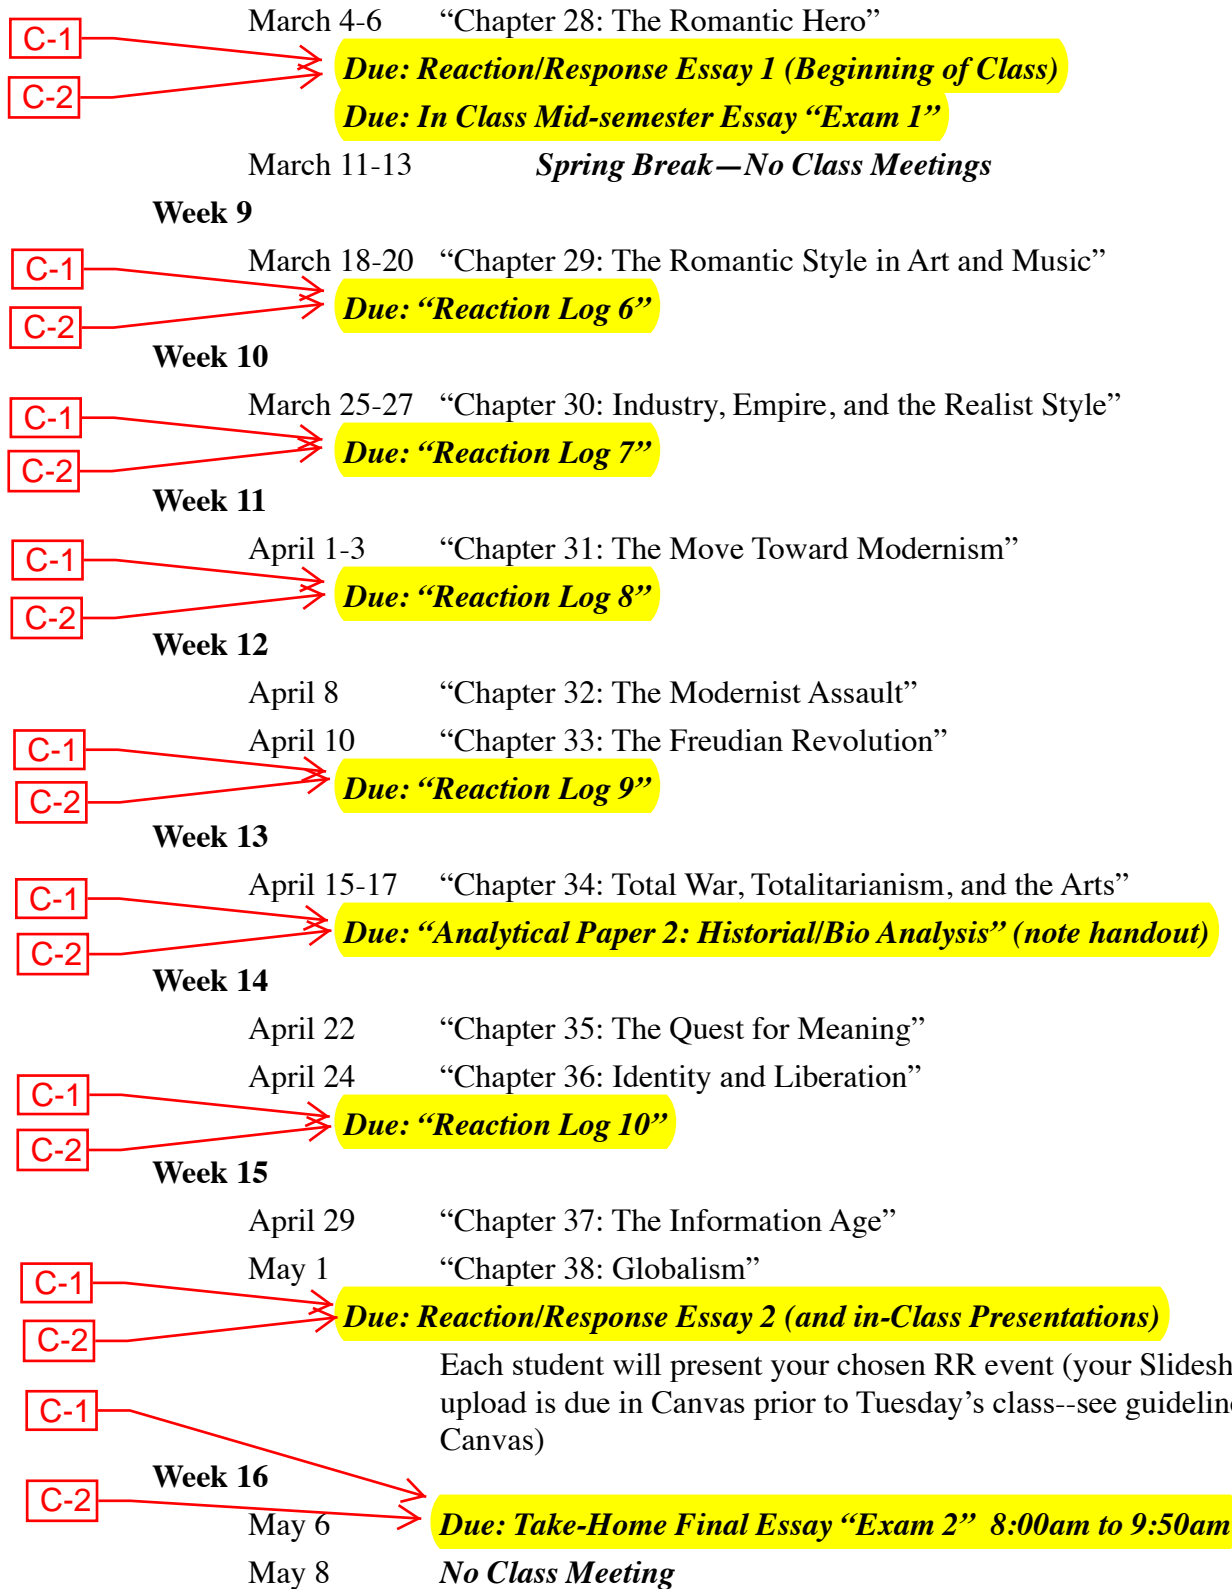 March 4-6 “Chapter 28: The Romantic Hero”
C-1
Due: Reaction/Response Essay 1 (Beginning of Class)
C-2
Due: In Class Mid-semester Essay “Exam 1”
March 11-13 Spring Break—No Class Meetings
Week 9
C-1
March 18-20 “Chapter 29: The Romantic Style in Art and Music”
Due: “Reaction Log 6”
C-2
Week 10
C-1
March 25-27 “Chapter 30: Industry, Empire, and the Realist Style”
Due: “Reaction Log 7”
C-2
Week 11
C-1
April 1-3 “Chapter 31: The Move Toward Modernism”
Due: “Reaction Log 8”
C-2
Week 12
April 8 “Chapter 32: The Modernist Assault”
C-1
April 10 “Chapter 33: The Freudian Revolution”
Due: “Reaction Log 9”
C-2
Week 13
C-1
April 15-17 “Chapter 34: Total War, Totalitarianism, and the Arts”
Due: “Analytical Paper 2: Historial/Bio Analysis” (note handout)
C-2
Week 14
April 22 “Chapter 35: The Quest for Meaning”
April 24 “Chapter 36: Identity and Liberation”
C-1
Due: “Reaction Log 10”
C-2
Week 15
April 29 “Chapter 37: The Information Age”
May 1 “Chapter 38: Globalism”
C-1
Due: Reaction/Response Essay 2 (and in-Class Presentations)
C-2
Each student will present your chosen RR event (your Slidesh
upload is due in Canvas prior to Tuesday’s class--see guidelin
C-1
Canvas)
Week 16
C-2
May 6 Due: Take-Home Final Essay “Exam 2” 8:00am to 9:50am
May 8 No Class Meeting